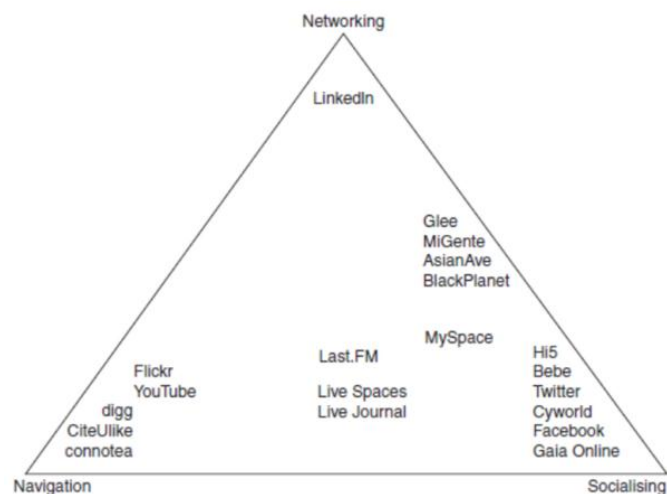 Networking
LinkedIn
Glee
MiGente
AsianAve
BlackPlanet
MySpace
Last.FM
Hi5
Flickr
Bebe
YouTube
Live Spaces
Twitter
digg
Live Journal
Cyworld
CiteUlike
Facebook
connotea
Gaia Online
Navigation
Socialising